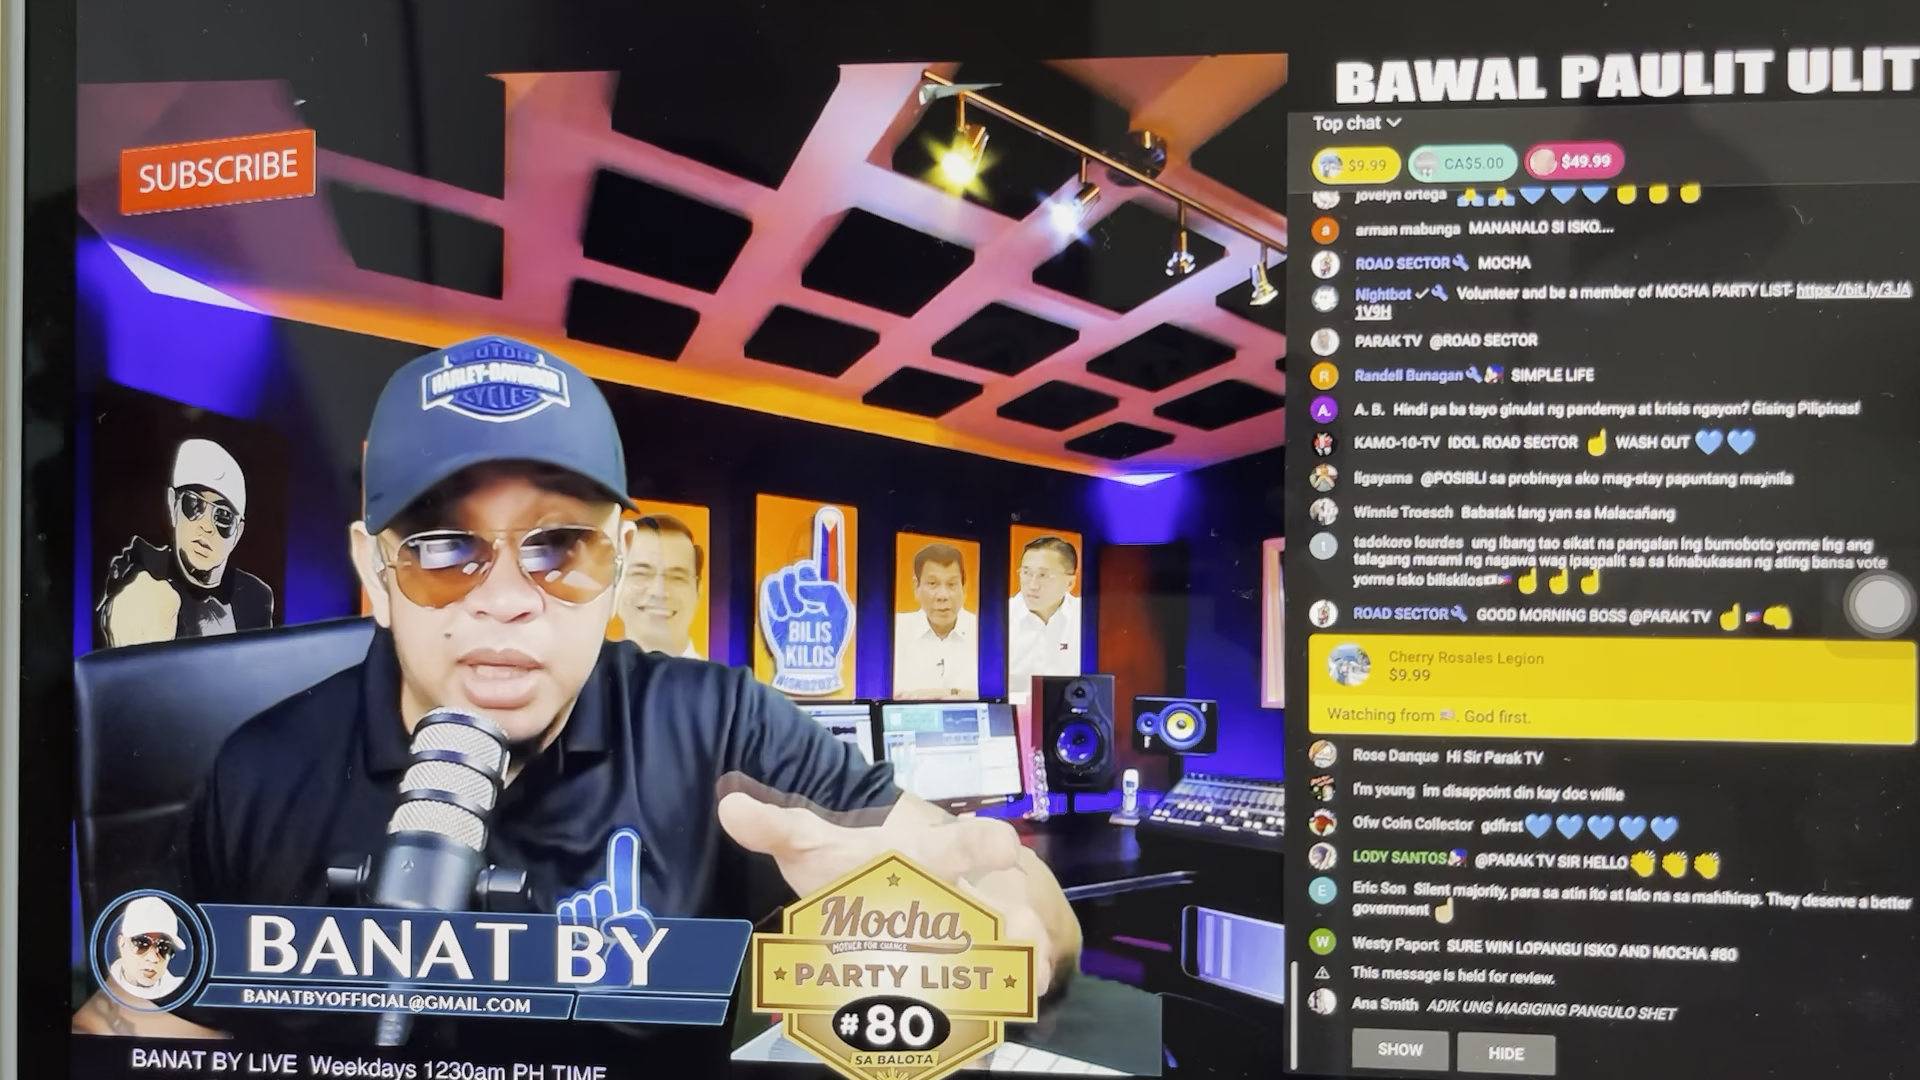 BAWAL PAULIT ULIT
Top chat
$9.99 CA$5.00 $49.99
SUBSCRIBE
jovelyn ortega
arman mabunga MANANALO SI ISKO....
ROAD SECTOR MOCHA
Nightbot Volunteer and be a member of MOCHA PARTY LIST- https://bit.ly/3JA
1V9H
PARAK TV @ROAD SECTOR
Randell Bunagan SIMPLE LIFE
A. B. Hindi pa ba tayo ginulat ng pandemya at krisis ngayon? Gising Pilipinas!
KAMO-10-TV IDOL ROAD SECTOR ☝ WASH OUT 💙💙
ligayama @POSIBLI sa probinsya ako mag-stay papuntang maynila
Winnie Troesch Babatak lang yan sa Malacañang
tadokoro lourdes ung ibang tao sikat na pangalan lng bumoboto yorme lng ang
talagang marami ng nagawa wag ipagpalit sa sa kinabukasan ng ating bansa vote
yorme isko biliskilos
ROAD SECTOR GOOD MORNING BOSS @PARAK TV
Cherry Rosales Legion
$9.99
Watching from 🇺🇸. God first.
Rose Danque Hi Sir Parak TV
I'm young im disappoint din kay doc willie
Ofw Coin Collector gdfirst💙💙💙💙💙
LODY SANTOS @PARAK TV SIR HELLO👏👏👏
Eric Son Silent majority, para sa atin ito at lalo na sa mahihirap. They deserve a better
government
Westy Paport SURE WIN LOPANGU ISKO AND MOCHA #80
This message is held for review.
Ana Smith ADIK UNG MAGIGING PANGULO SHET
SHOW HIDE
MOTOR
HARLEY-DAVIDSON
CYCLES
BILIS
KILOS
#ISKO2022
BANAT BY
BANATBYOFFICIAL@GMAIL.COM
Mocha
MOTHER FOR CHANGE
PARTY LIST
#80
SA BALOTA
BANAT BY LIVE Weekdays 1230am PH TIME